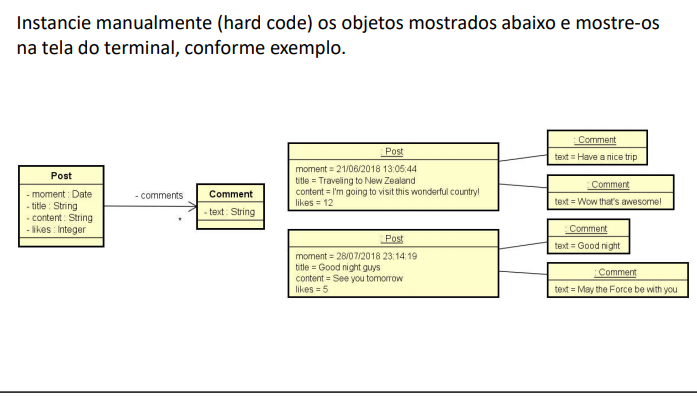 Instancie manualmente (hard code) os objetos mostrados abaixo e mostre-os
na tela do terminal, conforme exemplo.
Post
- moment : Date
- title : String
- content : String
- likes : Integer
- comments
*
Comment
- text : String
: Post
moment = 21/06/2018 13:05:44
title = Traveling to New Zealand
content = I'm going to visit this wonderful country!
likes = 12
: Comment
text = Have a nice trip
: Comment
text = Wow that's awesome!
: Post
moment = 28/07/2018 23:14:19
title = Good night guys
content = See you tomorrow
likes = 5
: Comment
text = Good night
: Comment
text = May the Force be with you